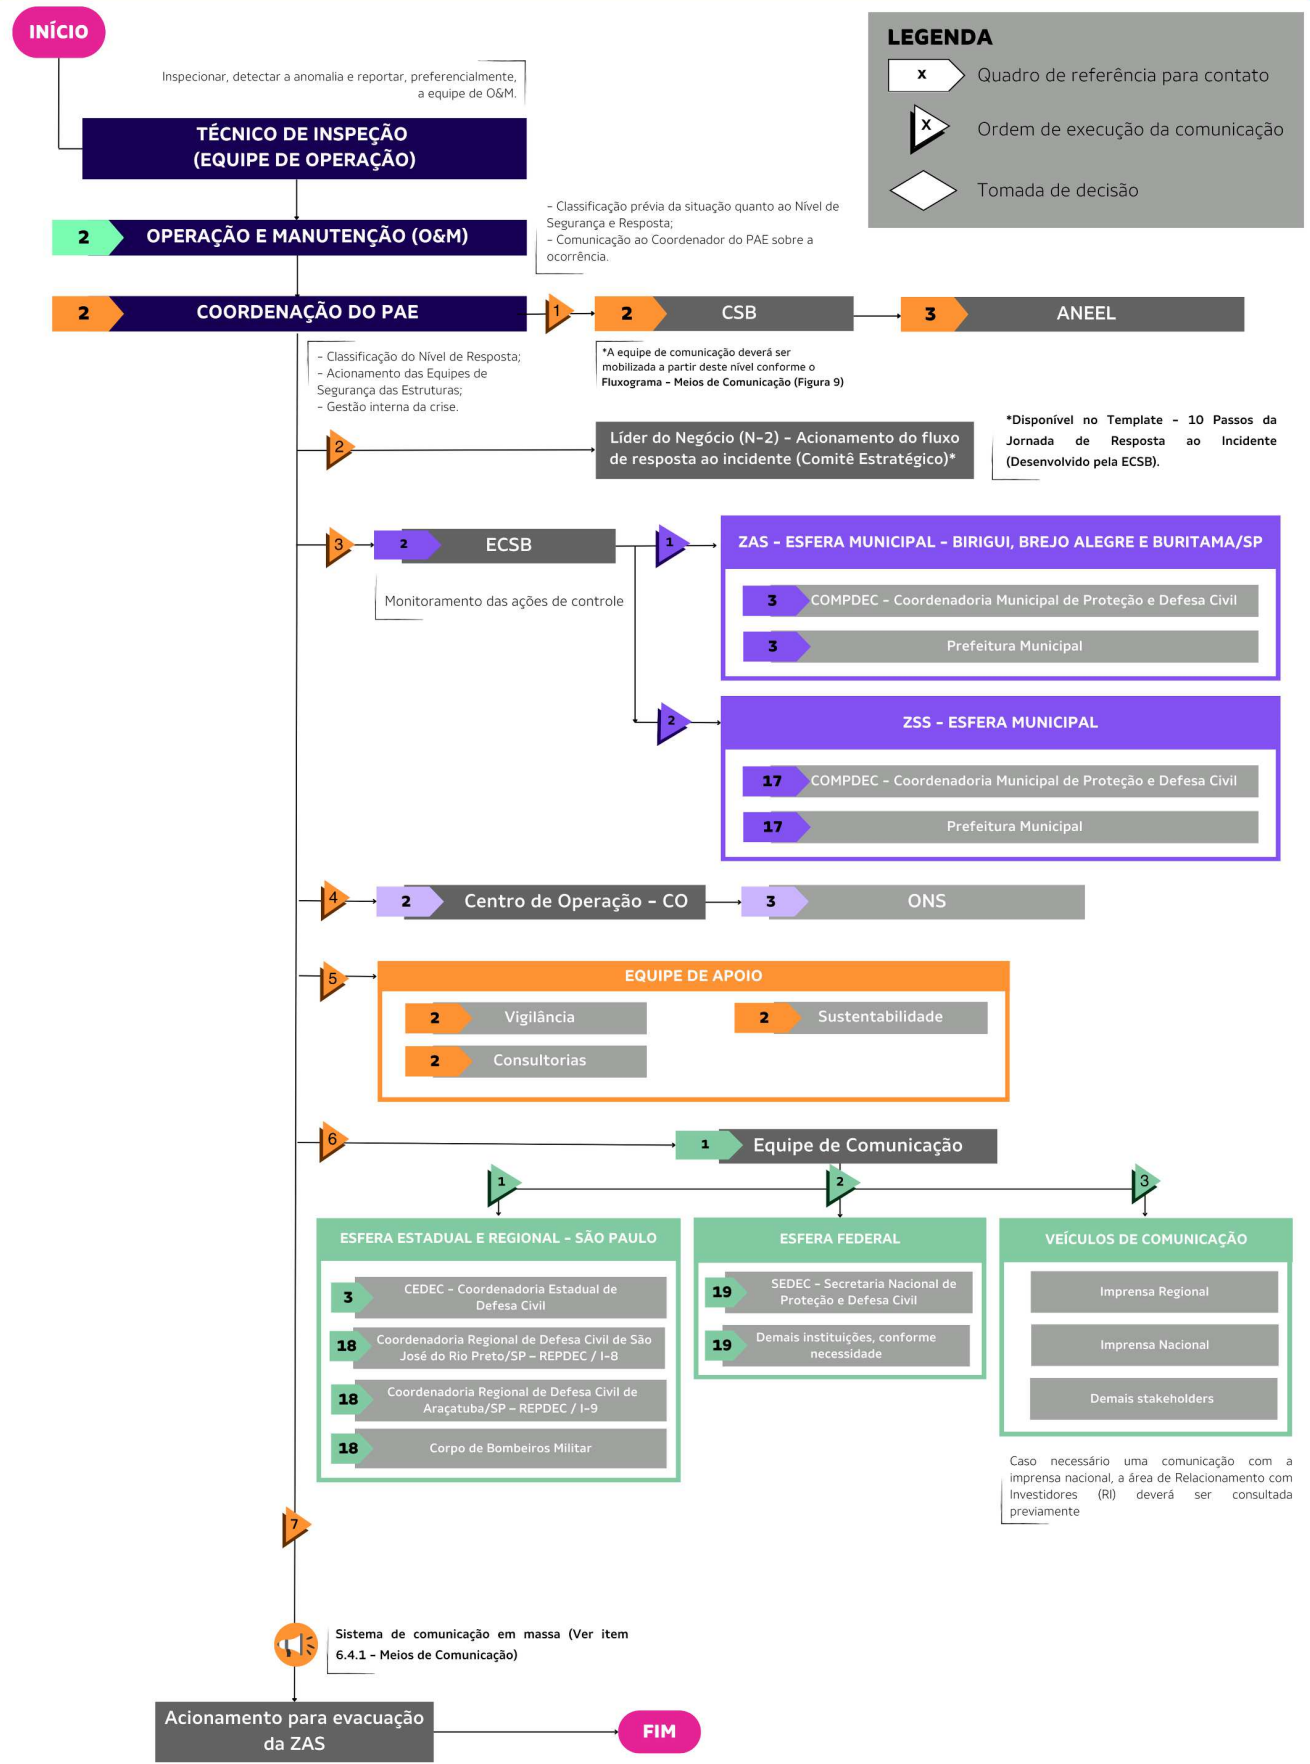 INÍCIO
LEGENDA
X
Quadro de referência para contato
X
Ordem de execução da comunicação
Tomada de decisão
Inspecionar, detectar a anomalia e reportar, preferencialmente,
a equipe de O&M.
TÉCNICO DE INSPEÇÃO
(EQUIPE DE OPERAÇÃO)
2
OPERAÇÃO E MANUTENÇÃO (O&M)
- Classificação prévia da situação quanto ao Nível de
Segurança e Resposta;
- Comunicação ao Coordenador do PAE sobre a
ocorrência.
2
COORDENAÇÃO DO PAE
1
2
CSB
3
ANEEL
- Classificação do Nível de Resposta;
- Acionamento das Equipes de
Segurança das Estruturas;
- Gestão interna da crise.
*A equipe de comunicação deverá ser
mobilizada a partir deste nível conforme o
Fluxograma - Meios de Comunicação (Figura 9)
2
Líder do Negócio (N-2) - Acionamento do fluxo
de resposta ao incidente (Comitê Estratégico)*
*Disponível no Template - 10 Passos da
Jornada de Resposta ao Incidente
(Desenvolvido pela ECSB).
3
2
ECSB
Monitoramento das ações de controle
1
ZAS - ESFERA MUNICIPAL - BIRIGUI, BREJO ALEGRE E BURITAMA/SP
3
COMPDEC - Coordenadoria Municipal de Proteção e Defesa Civil
3
Prefeitura Municipal
2
ZSS - ESFERA MUNICIPAL
17
COMPDEC - Coordenadoria Municipal de Proteção e Defesa Civil
17
Prefeitura Municipal
4
2
Centro de Operação - CO
3
ONS
5
EQUIPE DE APOIO
2
Vigilância
2
Sustentabilidade
2
Consultorias
6
1
Equipe de Comunicação
1
2
3
ESFERA ESTADUAL E REGIONAL - SÃO PAULO
3
CEDEC - Coordenadoria Estadual de
Defesa Civil
18
Coordenadoria Regional de Defesa Civil de São
José do Rio Preto/SP – REPDEC / I-8
18
Coordenadoria Regional de Defesa Civil de
Araçatuba/SP – REPDEC / I-9
18
Corpo de Bombeiros Militar
ESFERA FEDERAL
19
SEDEC - Secretaria Nacional de
Proteção e Defesa Civil
19
Demais instituições, conforme
necessidade
VEÍCULOS DE COMUNICAÇÃO
Imprensa Regional
Imprensa Nacional
Demais stakeholders
Caso necessário uma comunicação com a
imprensa nacional, a área de Relacionamento com
Investidores (RI) deverá ser consultada
previamente
7
Sistema de comunicação em massa (Ver item
6.4.1 - Meios de Comunicação)
Acionamento para evacuação
da ZAS
FIM